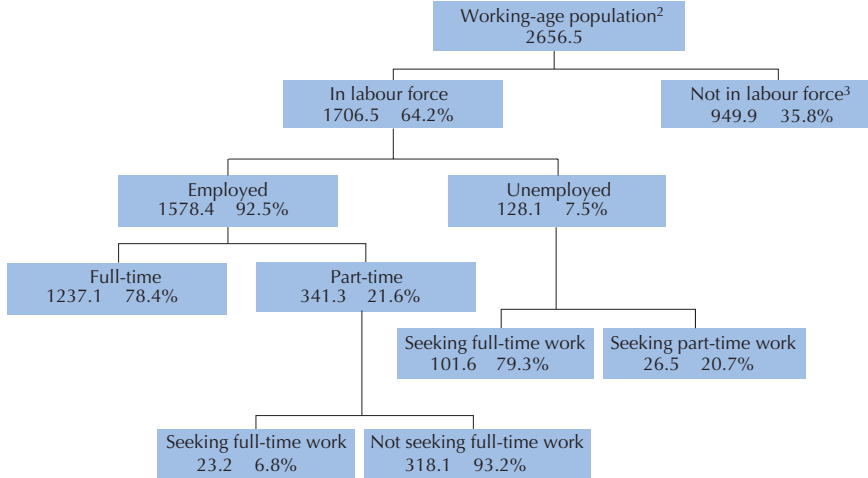 Working-age population²
2656.5
In labour force
1706.5 64.2%
Not in labour force³
949.9 35.8%
Employed
1578.4 92.5%
Unemployed
128.1 7.5%
Full-time
1237.1 78.4%
Part-time
341.3 21.6%
Seeking full-time work
101.6 79.3%
Seeking part-time work
26.5 20.7%
Seeking full-time work
23.2 6.8%
Not seeking full-time work
318.1 93.2%